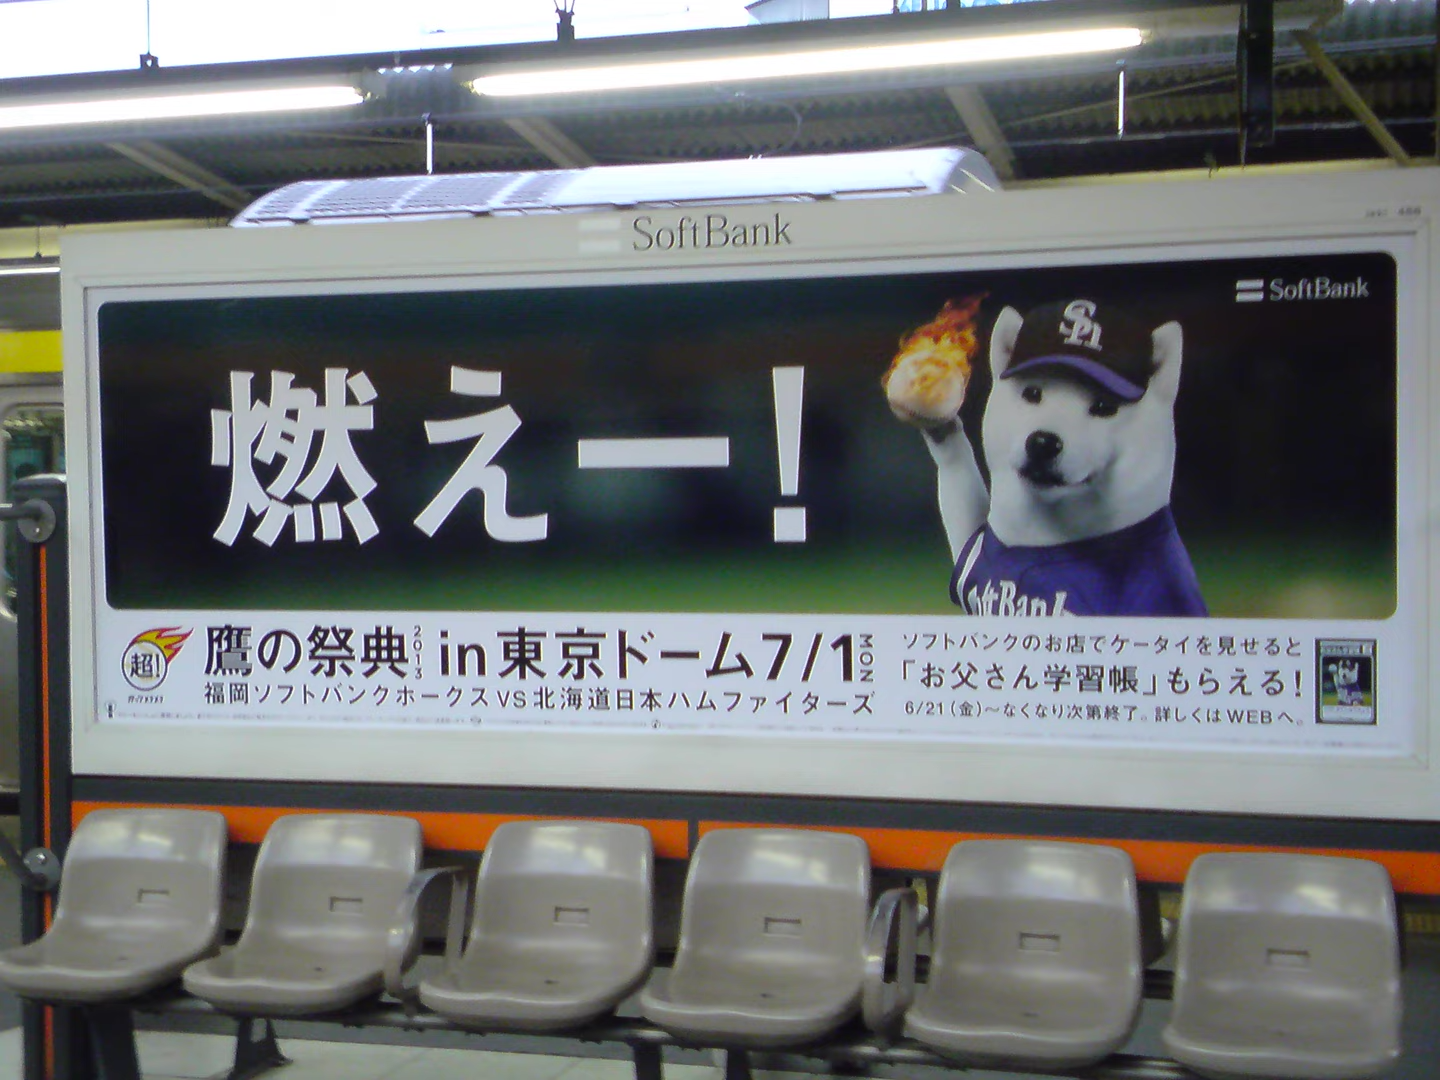 SoftBank
SoftBank
Sh
燃えー!
SoftBank
超!
鷹の祭典2013 in 東京ドーム7/1MON
福岡ソフトバンクホークスVS北海道日本ハムファイターズ
ソフトバンクのお店でケータイを見せると
「お父さん学習帳」もらえる!
6/21(金)〜なくなり次第終了。詳しくはWEBへ。